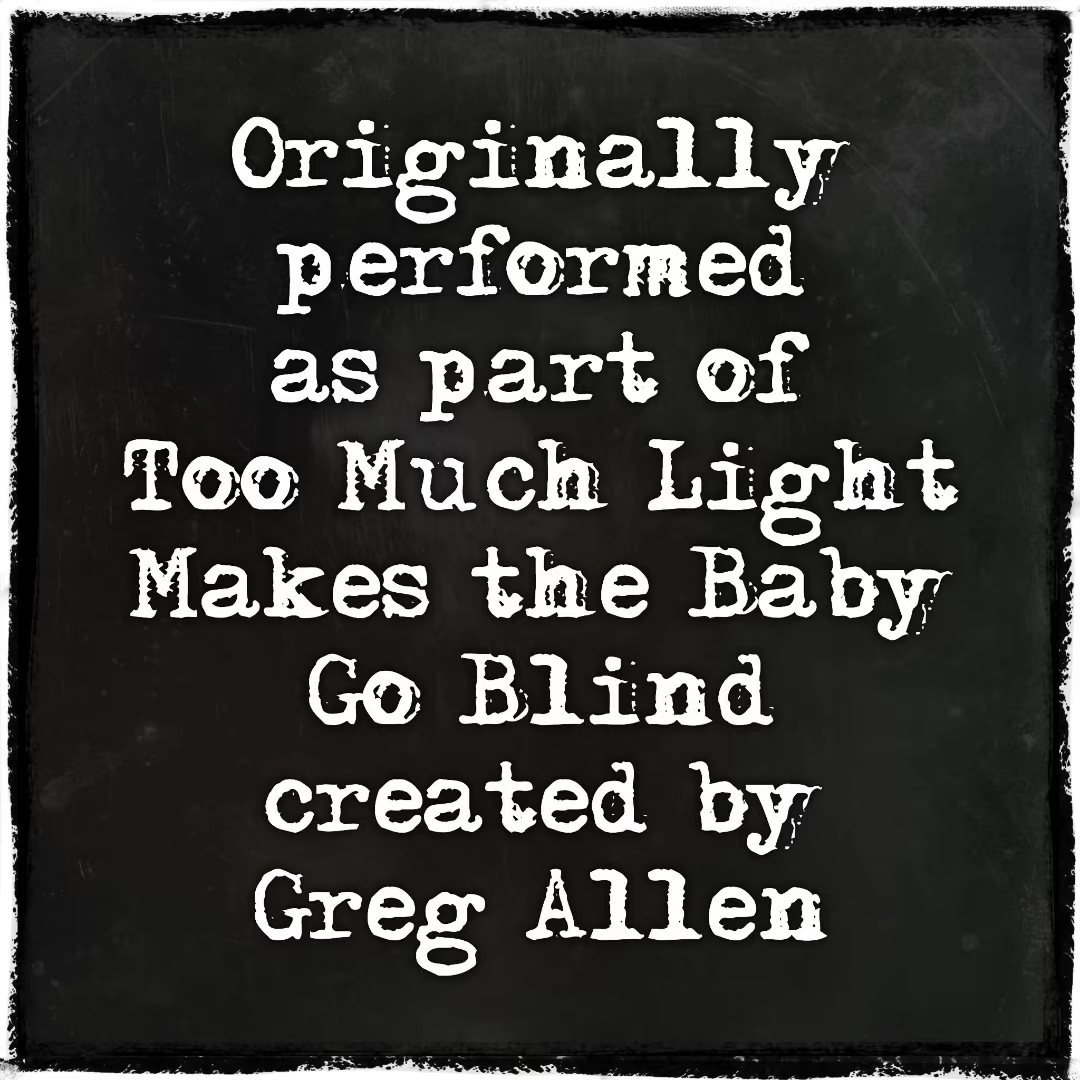 Originally
performed
as part of
Too Much Light
Makes the Baby
Go Blind
created by
Greg Allen